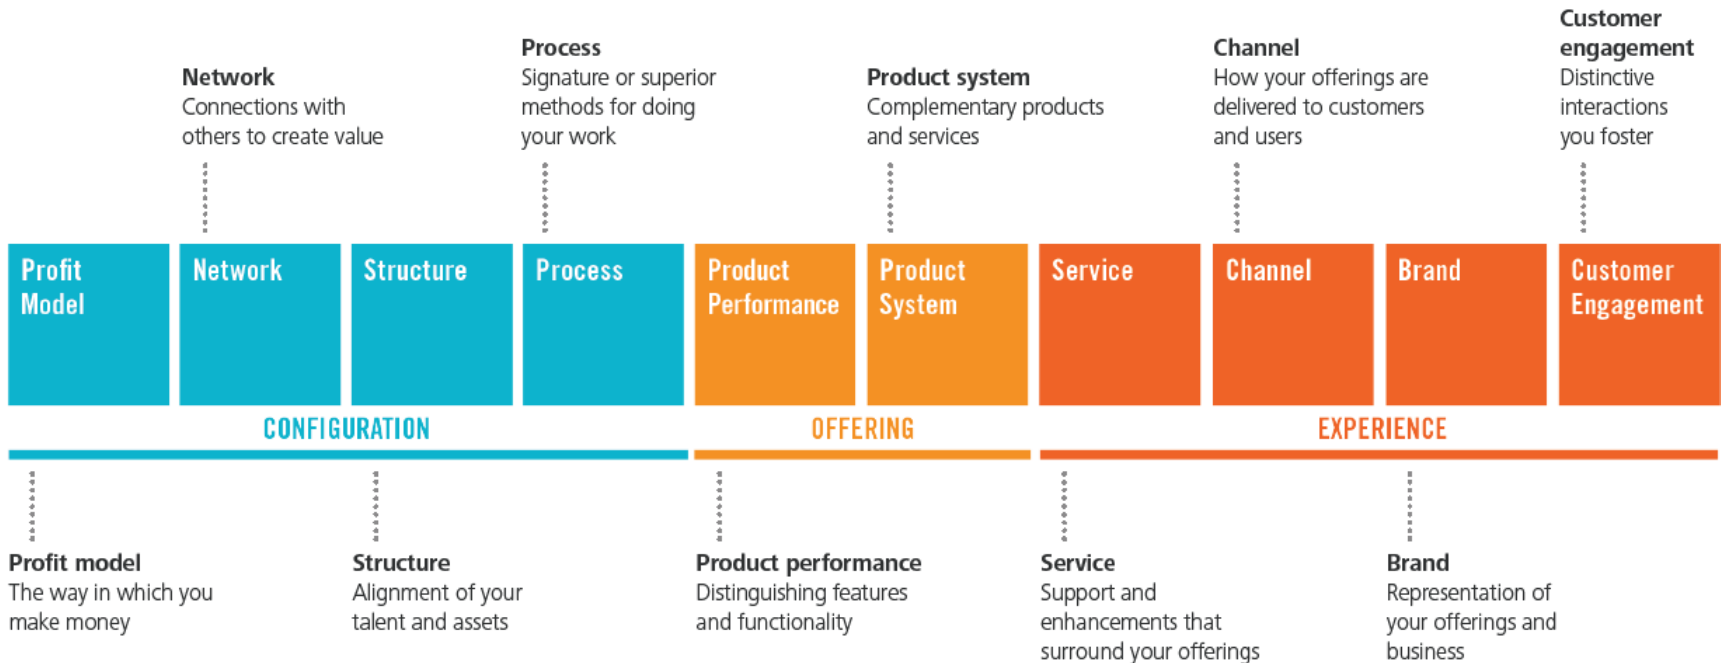 Customer
engagement
Distinctive
interactions
you foster
Process
Signature or superior
methods for doing
your work
Channel
How your offerings are
delivered to customers
and users
Network
Connections with
others to create value
Product system
Complementary products
and services
Profit
Model
Network
Structure
Process
Product
Performance
Product
System
Service
Channel
Brand
Customer
Engagement
CONFIGURATION
OFFERING
EXPERIENCE
Profit model
The way in which you
make money
Structure
Alignment of your
talent and assets
Product performance
Distinguishing features
and functionality
Service
Support and
enhancements that
surround your offerings
Brand
Representation of
your offerings and
business